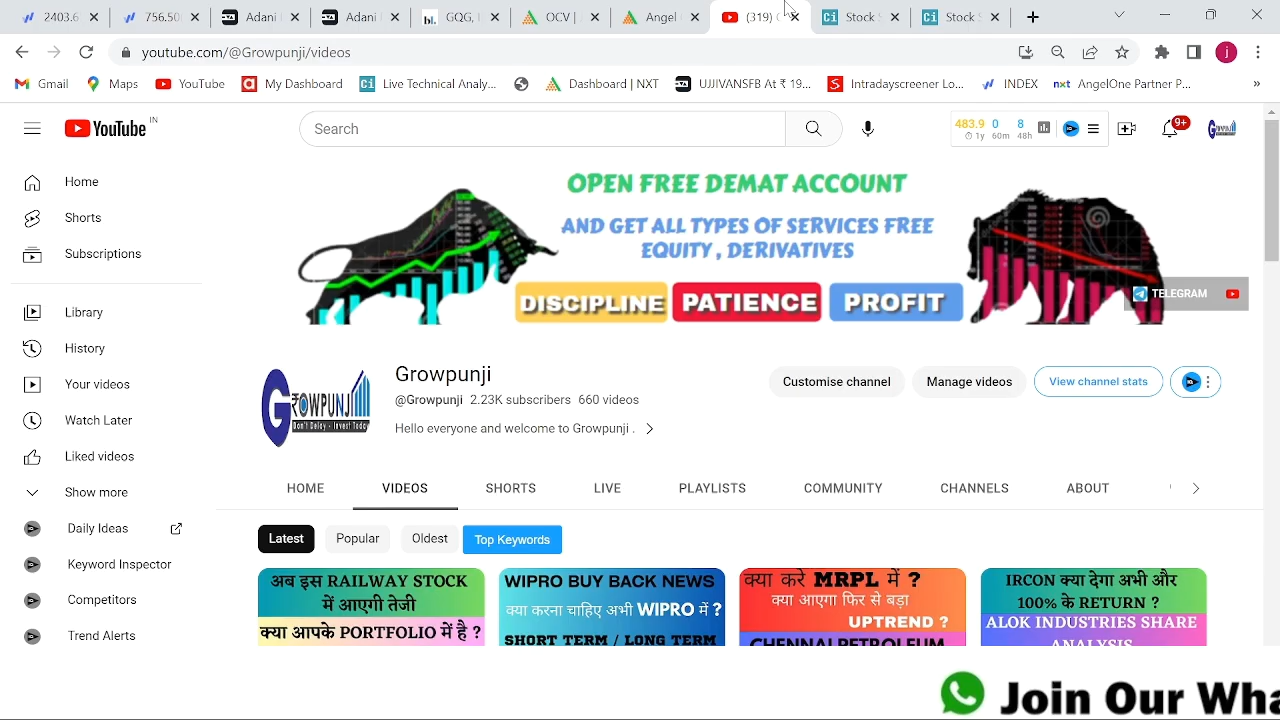 24016
256.50
Adani
Adani
GQG
OCV
Angel
(319)
Stock
Stock
youtube.com/@Growpunji/videos
Gmail
Maps
YouTube
My Dashboard
Live Technical Analy...
Dashboard | NXT
UJJIVANSFB At ₹ 19...
Intradayscreener Lo...
INDEX
nxt AngelOne Partner P...
YouTube IN
Search
483.9 0 8
1y 60m 48h
9+
OPEN FREE DEMAT ACCOUNT
AND GET ALL TYPES OF SERVICES FREE
EQUITY , DERIVATIVES
DISCIPLINE PATIENCE PROFIT
TELEGRAM
Home
Shorts
Subscriptions
Library
History
Your videos
Watch Later
Liked videos
Show more
Daily Ideas
Keyword Inspector
Competitors
Trend Alerts
GROWPUNJI
Don't Delay - Invest Today
Growpunji
@Growpunji 2.23K subscribers 660 videos
Hello everyone and welcome to Growpunji .
Customise channel
Manage videos
View channel stats
HOME VIDEOS SHORTS LIVE PLAYLISTS COMMUNITY CHANNELS ABOUT
Latest Popular Oldest Top Keywords
अब इस RAILWAY STOCK
में आएगी तेजी
क्या आपके PORTFOLIO में है ?
WIPRO BUY BACK NEWS
क्या करना चाहिए अभी WIPRO में ?
SHORT TERM / LONG TERM
क्या करे MRPL में ?
क्या आएगा फिर से बड़ा
UPTREND ?
CHENNAI PETROLEUM
IRCON क्या देगा अभी और
100% के RETURN ?
ALOK INDUSTRIES SHARE
ANALYSIS
Join Our Wha